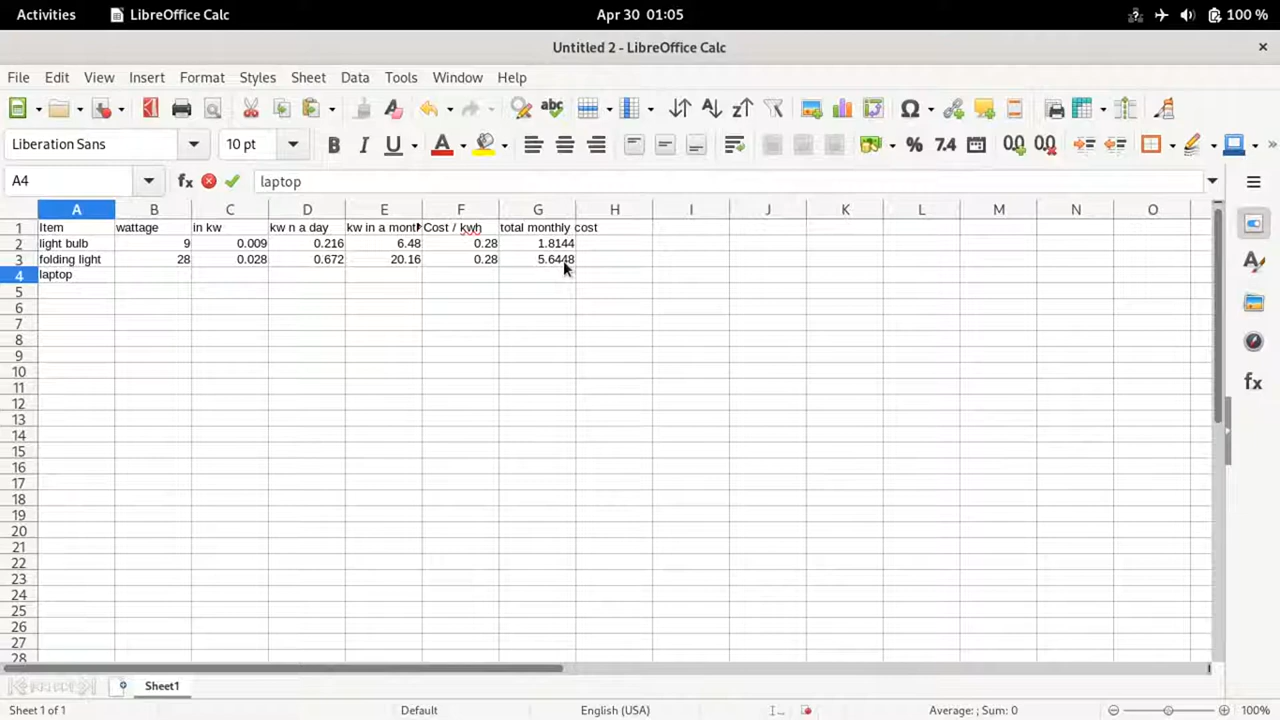 Activities LibreOffice Calc Apr 30 01:05 100 %
Untitled 2 - LibreOffice Calc
File Edit View Insert Format Styles Sheet Data Tools Window Help
Liberation Sans 10 pt
A4 laptop
A B C D E F G H I J K L M N O
1 Item wattage in kw kw n a day kw in a mont Cost / kwh total monthly cost
2 light bulb 9 0.009 0.216 6.48 0.28 1.8144
3 folding light 28 0.028 0.672 20.16 0.28 5.6448
4 laptop
5
6
7
8
9
10
11
12
13
14
15
16
17
18
19
20
21
22
23
24
25
26
27
28
Sheet1
Sheet 1 of 1 Default English (USA) Average: ; Sum: 0 100%